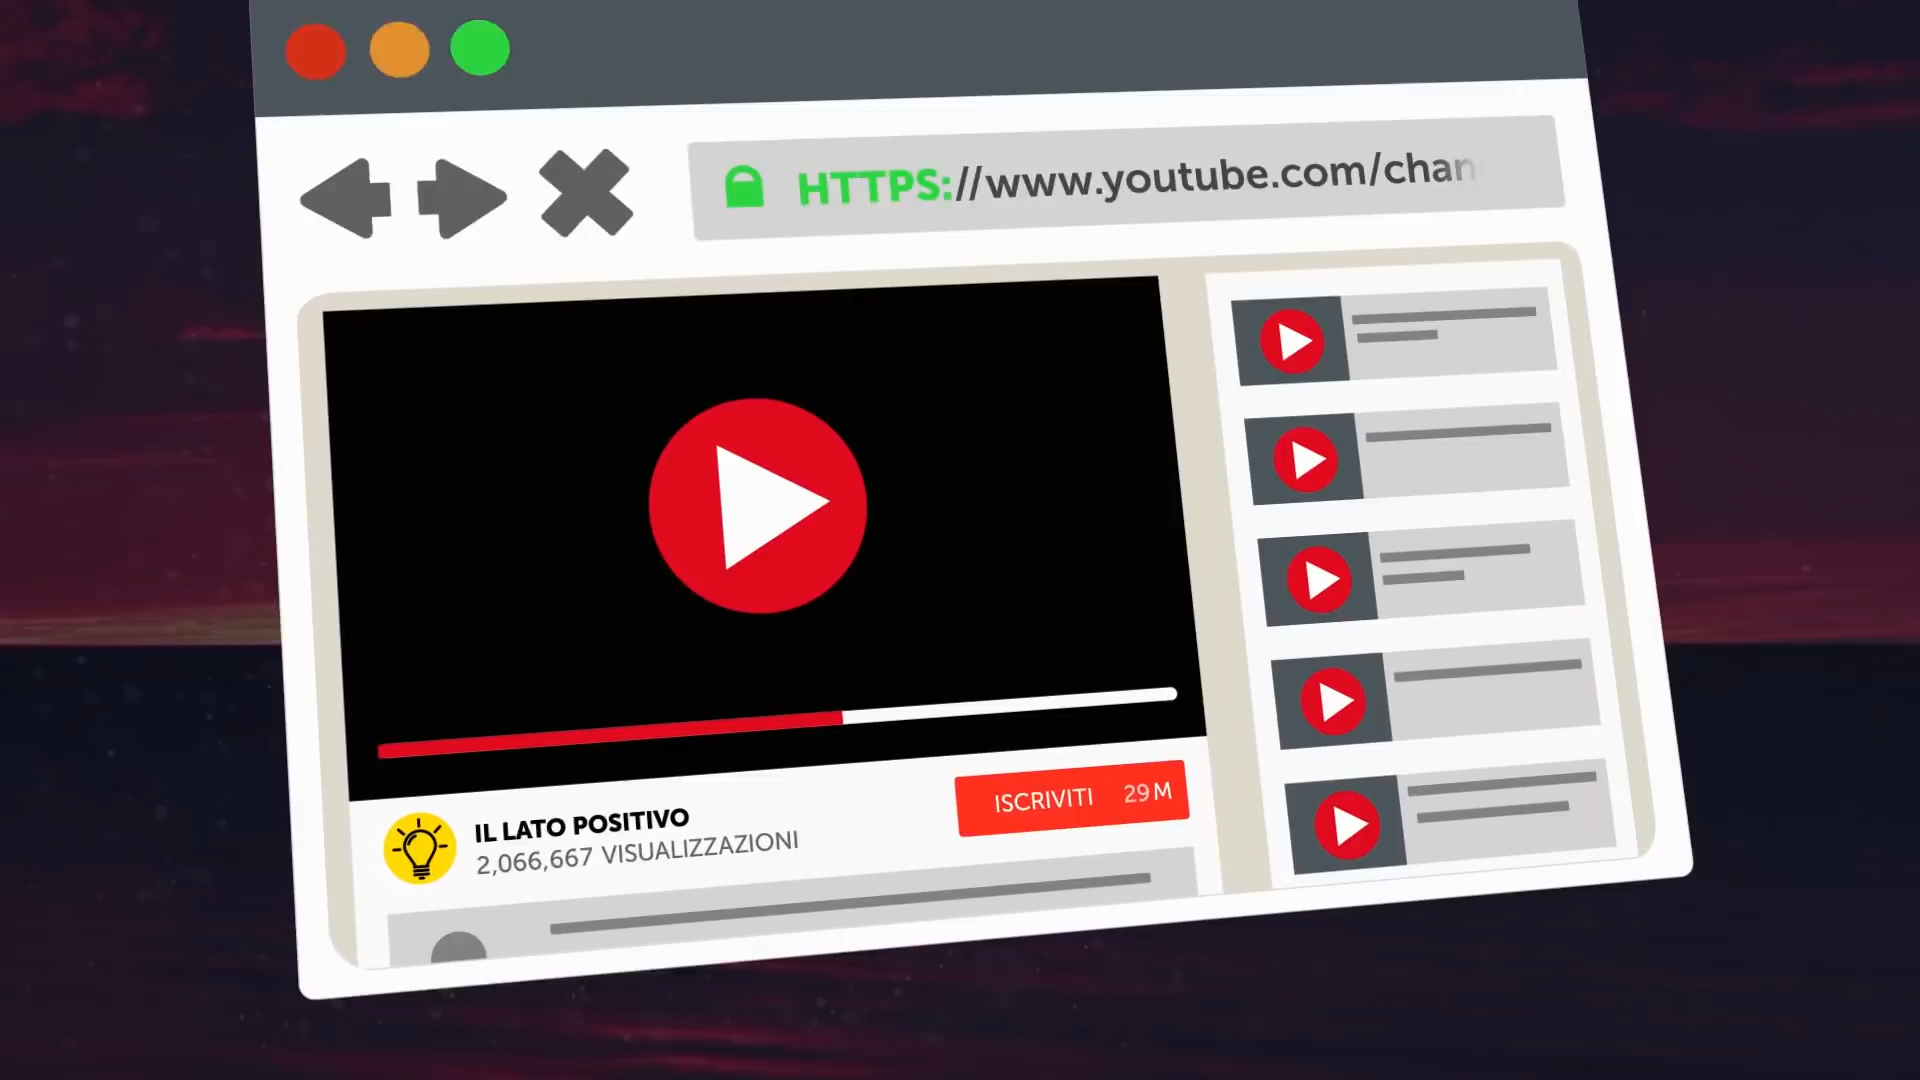 HTTPS://www.youtube.com/chan
IL LATO POSITIVO
2,066,667 VISUALIZZAZIONI
ISCRIVITI 29 M